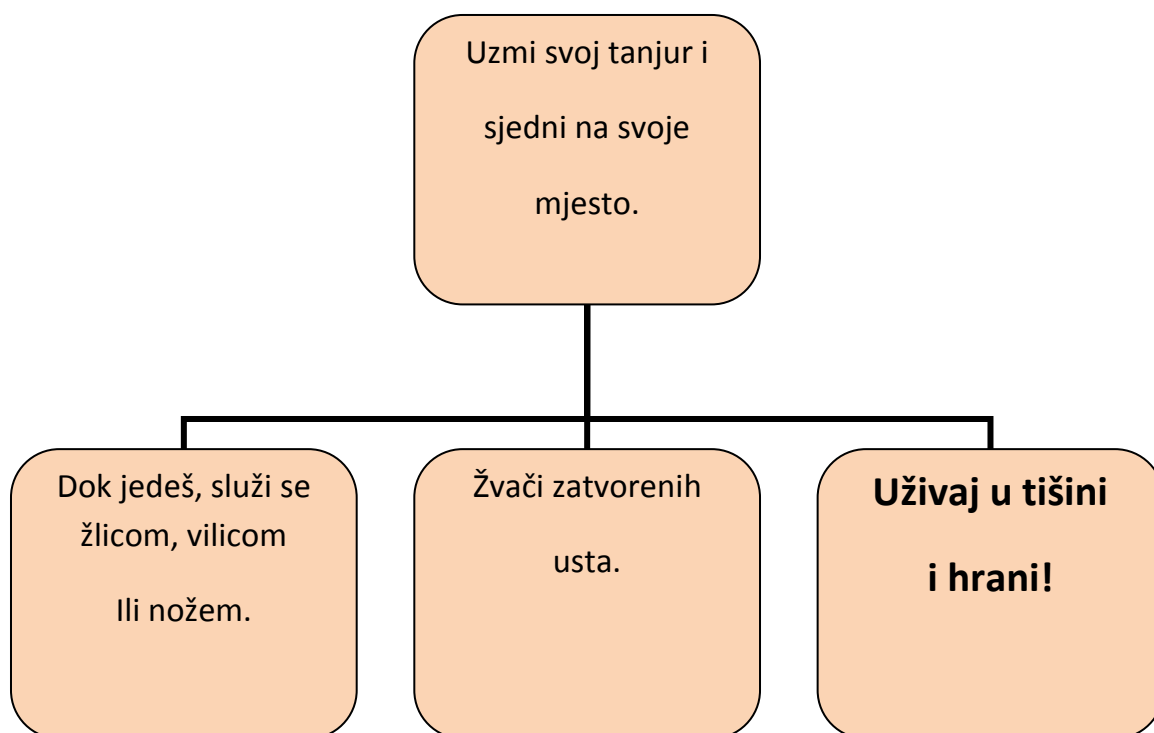 Uzmi svoj tanjur i
sjedni na svoje
mjesto.
Dok jedeš, služi se
žlicom, vilicom
Ili nožem.
Žvači zatvorenih
usta.
Uživaj u tišini
i hrani!